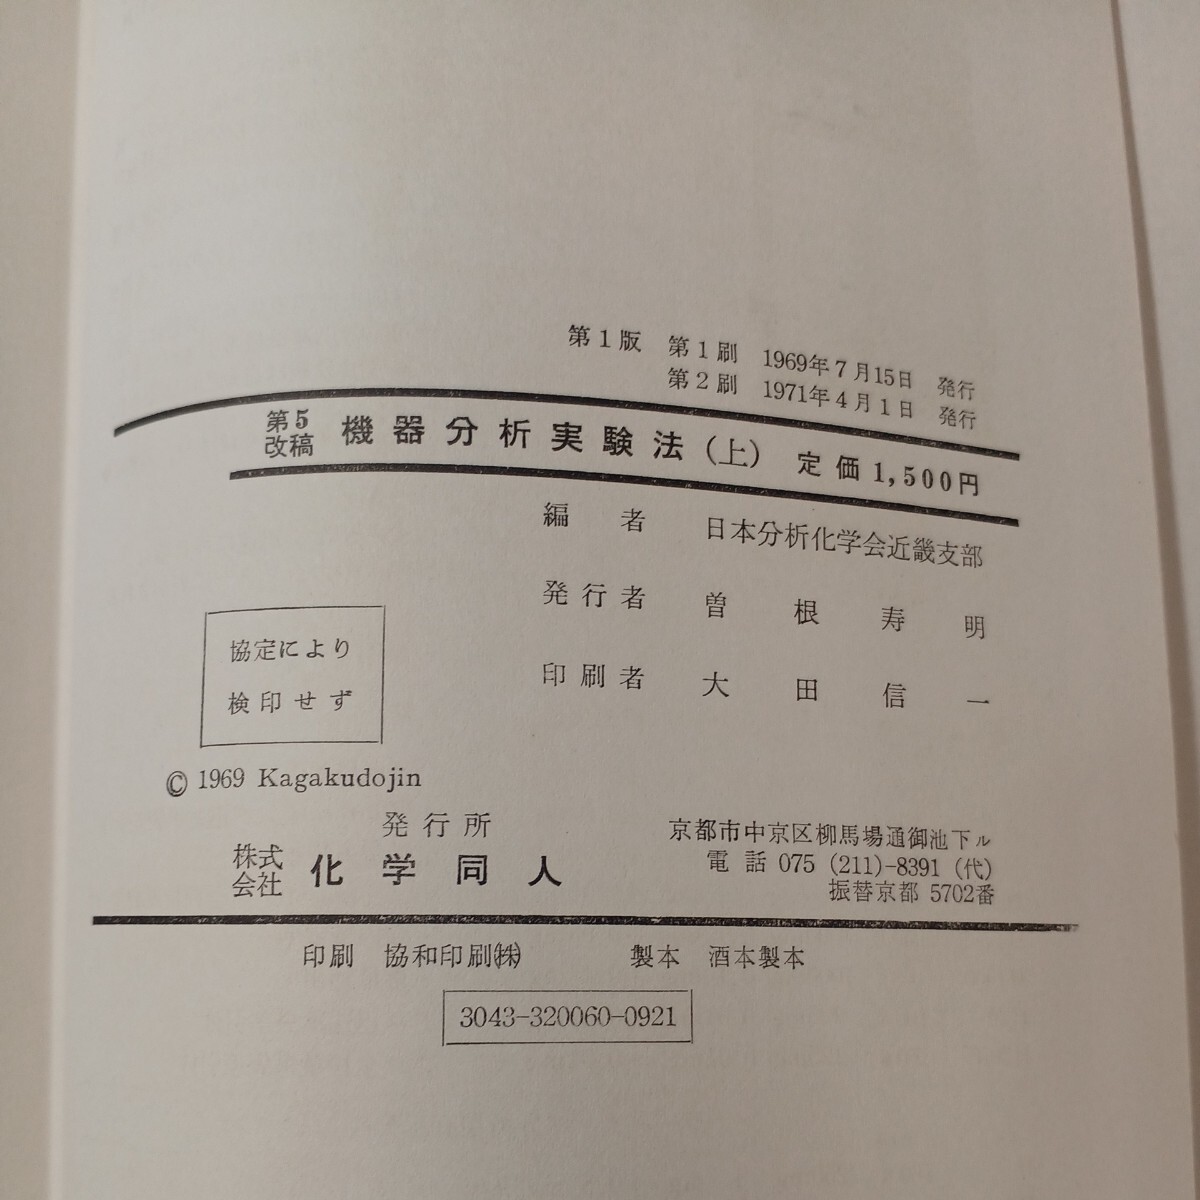 第1版 第1刷 1969年7月15日 発行
第2刷 1971年4月1日 発行
第5改稿 機器分析実験法(上) 定価1,500円
編者 日本分析化学会近畿支部
発行者 曽根寿明
印刷者 大田信一
協定により
検印せず
© 1969 Kagakudojin
発行所
株式会社 化学同人
京都市中京区柳馬場通御池下ル
電話 075 (211)-8391 (代)
振替京都 5702番
印刷 協和印刷㈱ 製本 酒本製本
3043-320060-0921